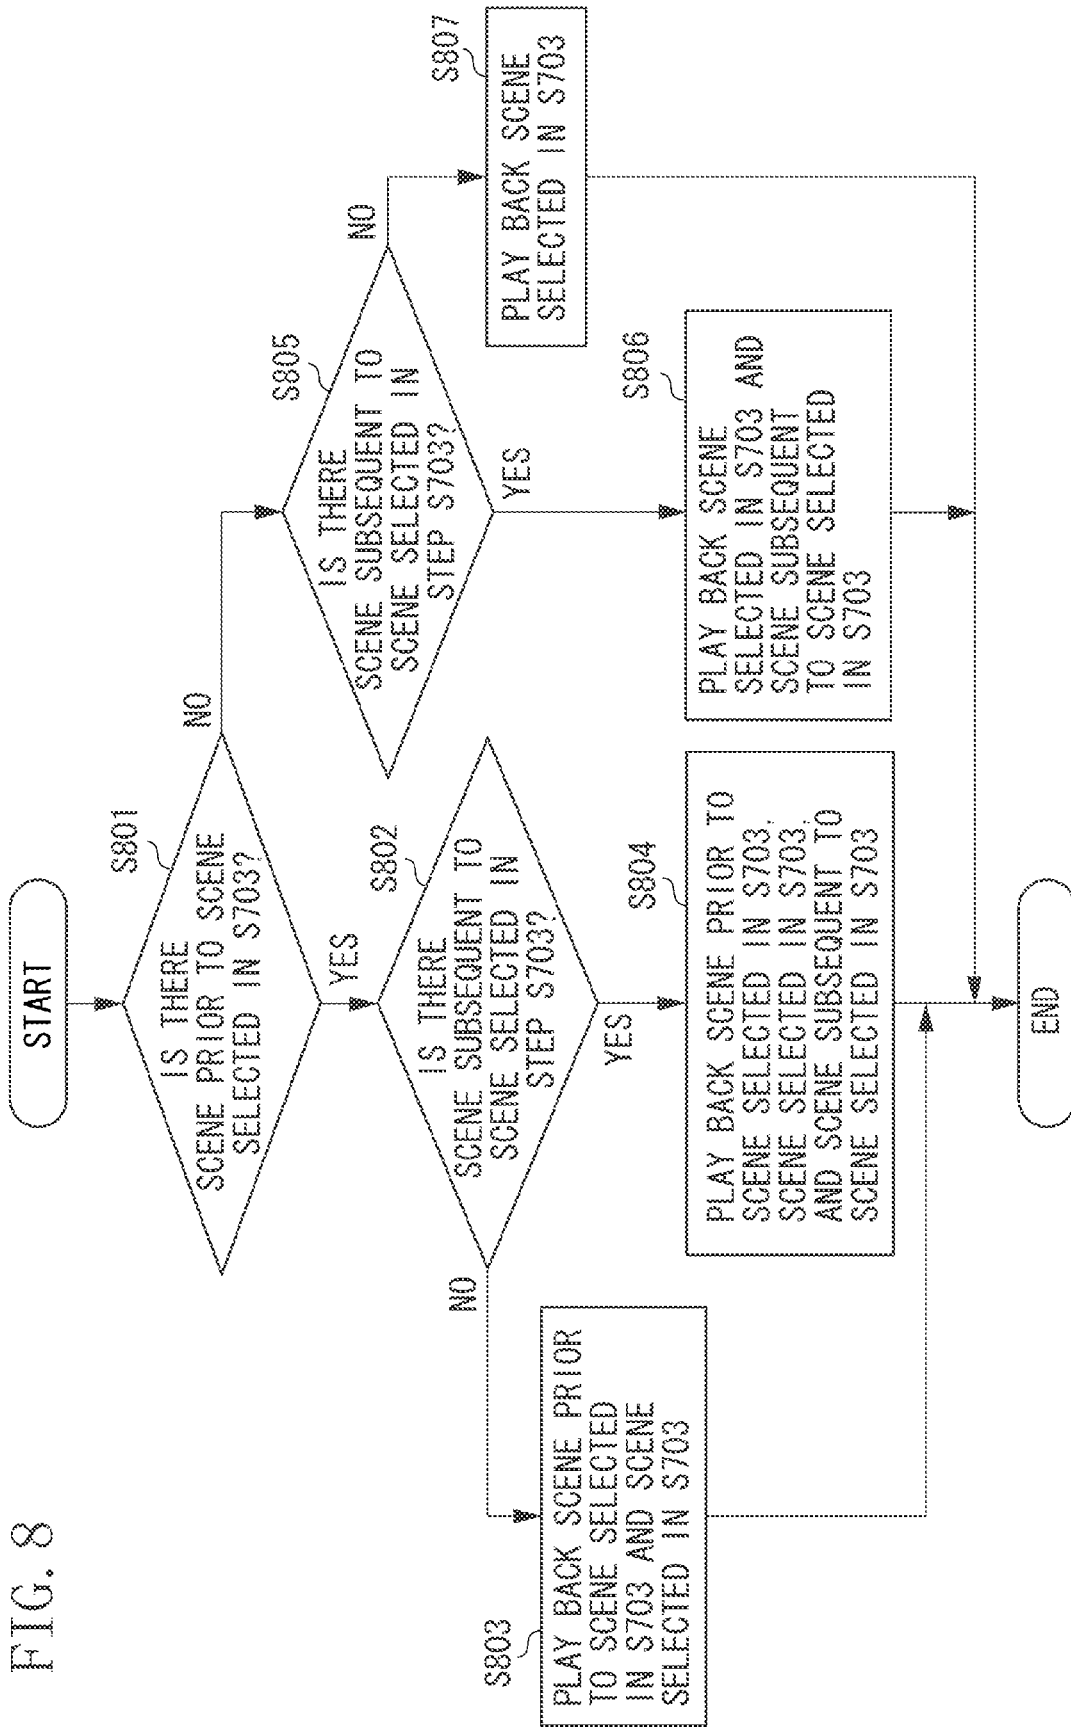 FIG. 8
START
S801
IS THERE
SCENE PRIOR TO SCENE
SELECTED IN S703?
NO
YES
S802
IS THERE
SCENE SUBSEQUENT TO
SCENE SELECTED IN
STEP S703?
NO
YES
S803
PLAY BACK SCENE PRIOR
TO SCENE SELECTED
IN S703 AND SCENE
SELECTED IN S703
S804
PLAY BACK SCENE PRIOR TO
SCENE SELECTED IN S703,
SCENE SELECTED IN S703,
AND SCENE SUBSEQUENT TO
SCENE SELECTED IN S703
S805
IS THERE
SCENE SUBSEQUENT TO
SCENE SELECTED IN
STEP S703?
NO
YES
S806
PLAY BACK SCENE
SELECTED IN S703 AND
SCENE SUBSEQUENT
TO SCENE SELECTED
IN S703
S807
PLAY BACK SCENE
SELECTED IN S703
END